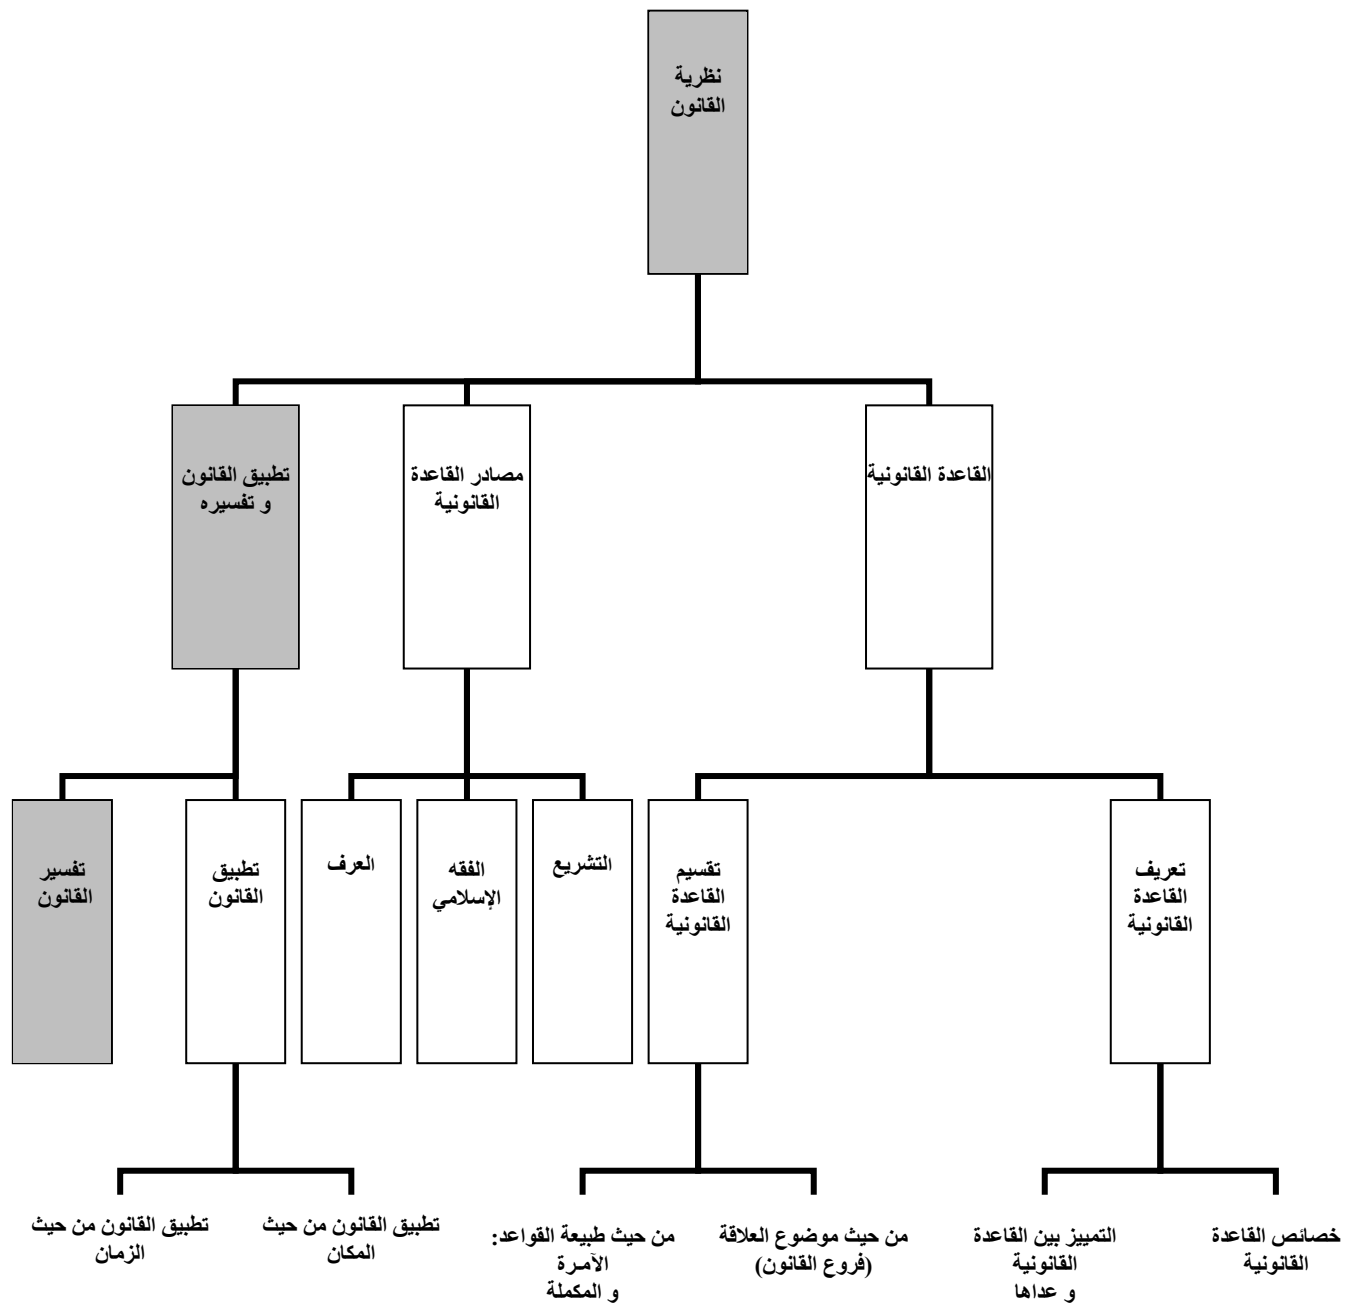 نظرية
القانون
القاعدة القانونية
مصادر القاعدة
القانونية
تطبيق القانون
و تفسيره
تعريف
القاعدة
القانونية
تقسيم
القاعدة
القانونية
التشريع
الفقه
الإسلامي
العرف
تطبيق
القانون
تفسير
القانون
خصائص القاعدة
القانونية
التمييز بين القاعدة
القانونية
و عداها
من حيث موضوع العلاقة
(فروع القانون)
من حيث طبيعة القواعد:
الآمـرة
و المكملة
تطبيق القانون من حيث
المكان
تطبيق القانون من حيث
الزمان